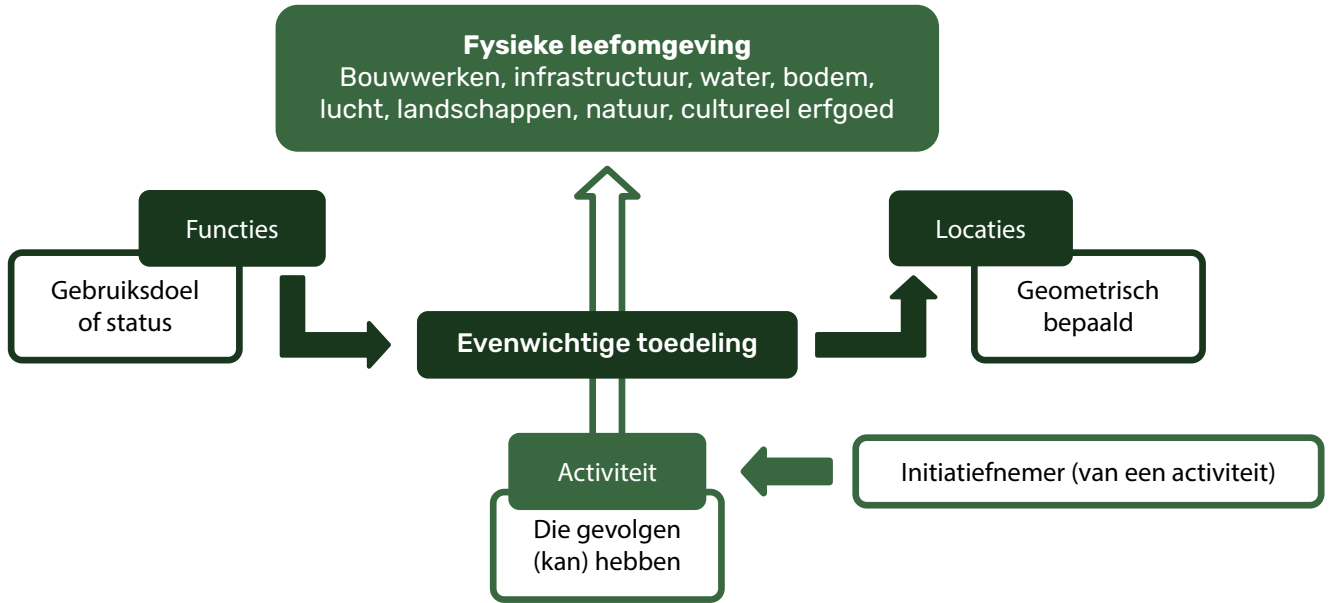 Fysieke leefomgeving
Bouwwerken, infrastructuur, water, bodem,
lucht, landschappen, natuur, cultureel erfgoed
Functies
Gebruiksdoel
of status
Locaties
Geometrisch
bepaald
Evenwichtige toedeling
Activiteit
Die gevolgen
(kan) hebben
Initiatiefnemer (van een activiteit)